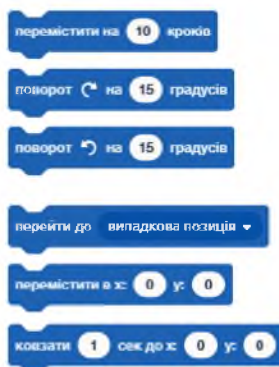 перемістити на 10 кроків
поворот на 15 градусів
поворот на 15 градусів
перейти до випадкова позиція
перемістити в x: 0 y: 0
ковзати 1 сек до x: 0 y: 0